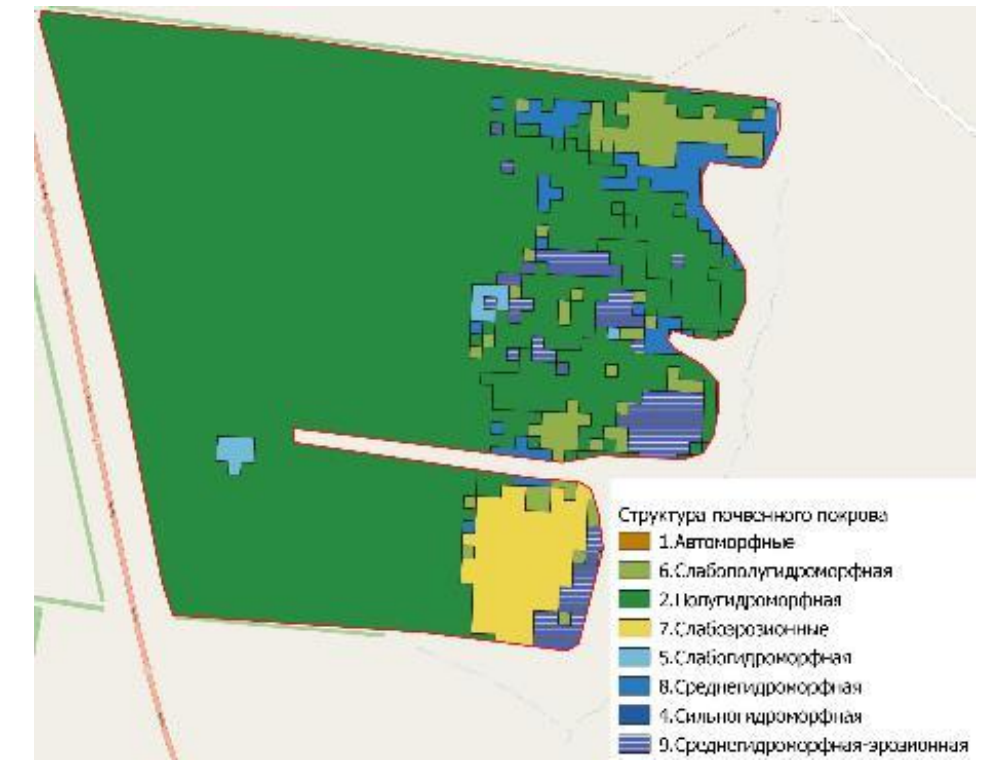 Структура почвенного покрова
1.Автоморфные
6.Слабополугидроморфная
2.Полугидроморфная
7.Слабоэрозионные
5.Слабогидроморфная
8.Среднегидроморфная
4.Сильногидроморфная
9.Среднегидроморфная-эрозионная